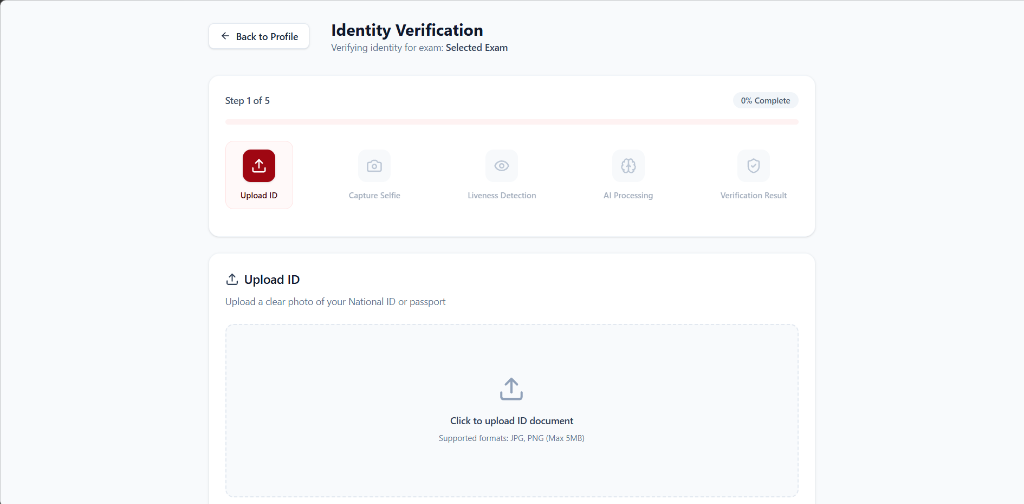 Back to Profile
Identity Verification
Verifying identity for exam: Selected Exam
Step 1 of 5
0% Complete
Upload ID
Capture Selfie
Liveness Detection
AI Processing
Verification Result
Upload ID
Upload a clear photo of your National ID or passport
Click to upload ID document
Supported formats: JPG, PNG (Max 5MB)